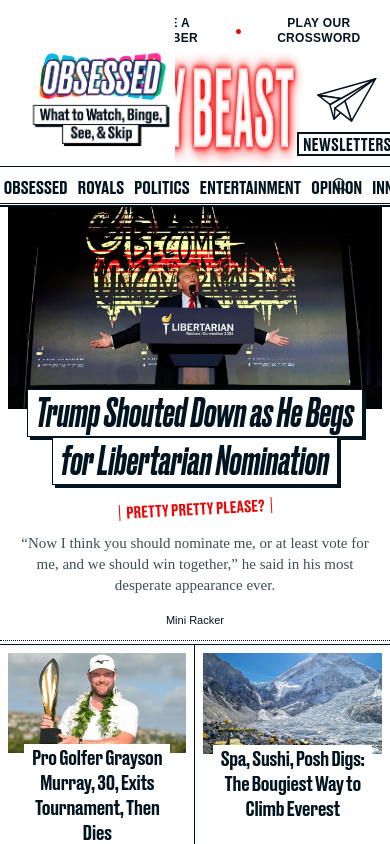 E A
BER
PLAY OUR
CROSSWORD
OBSESSED
What to Watch, Binge,
See, & Skip
Y BEAST
NEWSLETTERS
OBSESSED ROYALS POLITICS ENTERTAINMENT OPINION INN
BECOME
UNGOVERNABLE
LIBERTARIAN
National Convention 2024
Trump Shouted Down as He Begs
for Libertarian Nomination
PRETTY PRETTY PLEASE?
“Now I think you should nominate me, or at least vote for
me, and we should win together,” he said in his most
desperate appearance ever.
Mini Racker
Pro Golfer Grayson
Murray, 30, Exits
Tournament, Then
Dies
Spa, Sushi, Posh Digs:
The Bougiest Way to
Climb Everest